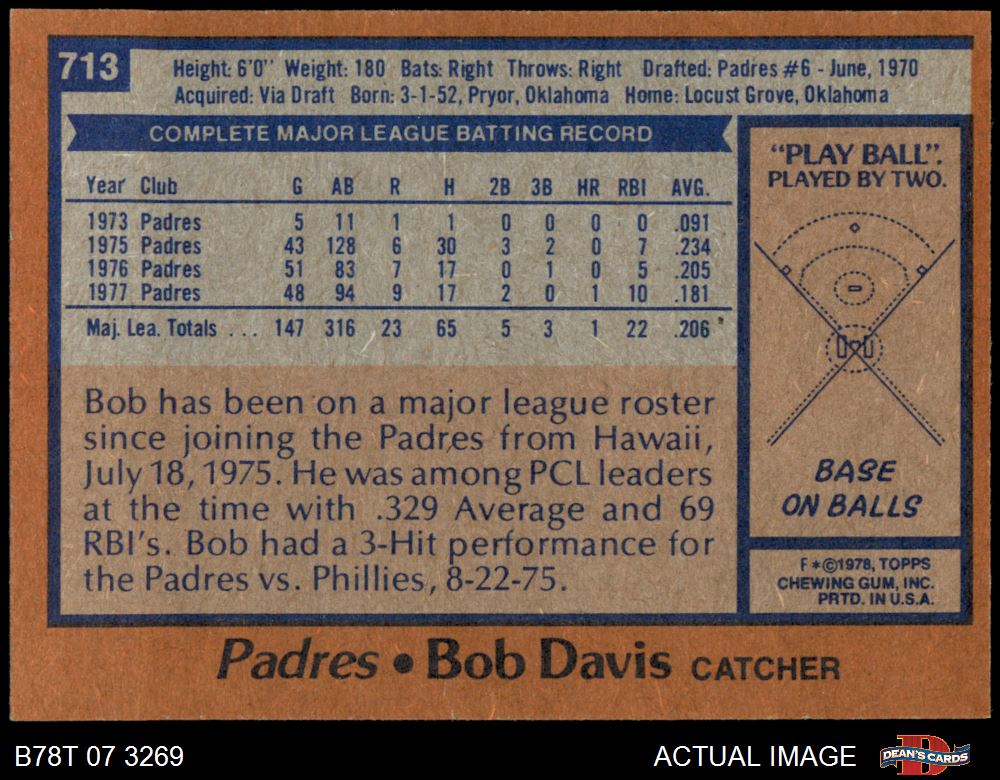 713
Height: 6'0" Weight: 180 Bats: Right Throws: Right Drafted: Padres #6 - June, 1970
Acquired: Via Draft Born: 3-1-52, Pryor, Oklahoma Home: Locust Grove, Oklahoma
COMPLETE MAJOR LEAGUE BATTING RECORD
Year Club G AB R H 2B 3B HR RBI AVG.
1973 Padres 5 11 1 1 0 0 0 0 .091
1975 Padres 43 128 6 30 3 2 0 7 .234
1976 Padres 51 83 7 17 0 1 0 5 .205
1977 Padres 48 94 9 17 2 0 1 10 .181
Maj. Lea. Totals . . . 147 316 23 65 5 3 1 22 .206
Bob has been on a major league roster
since joining the Padres from Hawaii,
July 18, 1975. He was among PCL leaders
at the time with .329 Average and 69
RBI's. Bob had a 3-Hit performance for
the Padres vs. Phillies, 8-22-75.
"PLAY BALL".
PLAYED BY TWO.
BASE
ON BALLS
F*©1978, TOPPS
CHEWING GUM, INC.
PRTD. IN U.S.A.
Padres • Bob Davis CATCHER
B78T 07 3269
ACTUAL IMAGE
D
DEAN'S CARDS